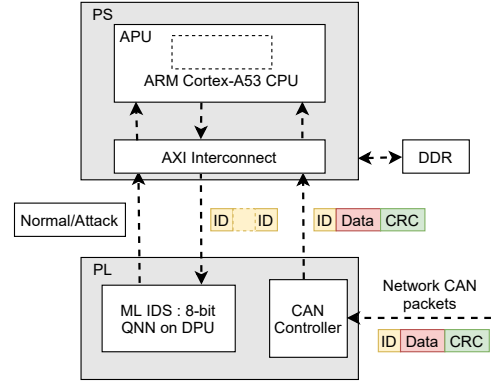 PS
APU
ARM Cortex-A53 CPU
AXI Interconnect
DDR
Normal/Attack
ID ID
ID Data CRC
PL
ML IDS : 8-bit
QNN on DPU
CAN
Controller
Network CAN
packets
ID Data CRC